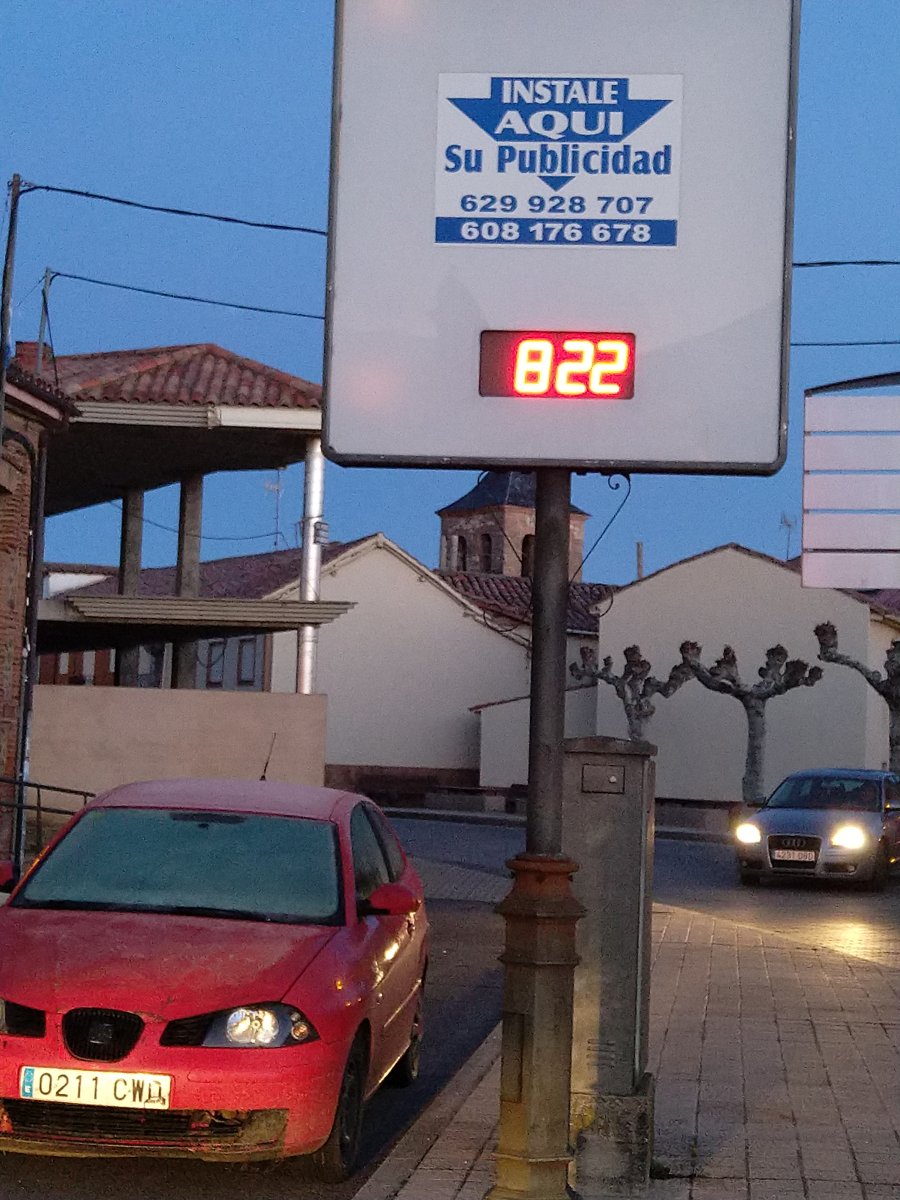 INSTALE
AQUI
Su Publicidad
629 928 707
608 176 678
822
0211 CWD